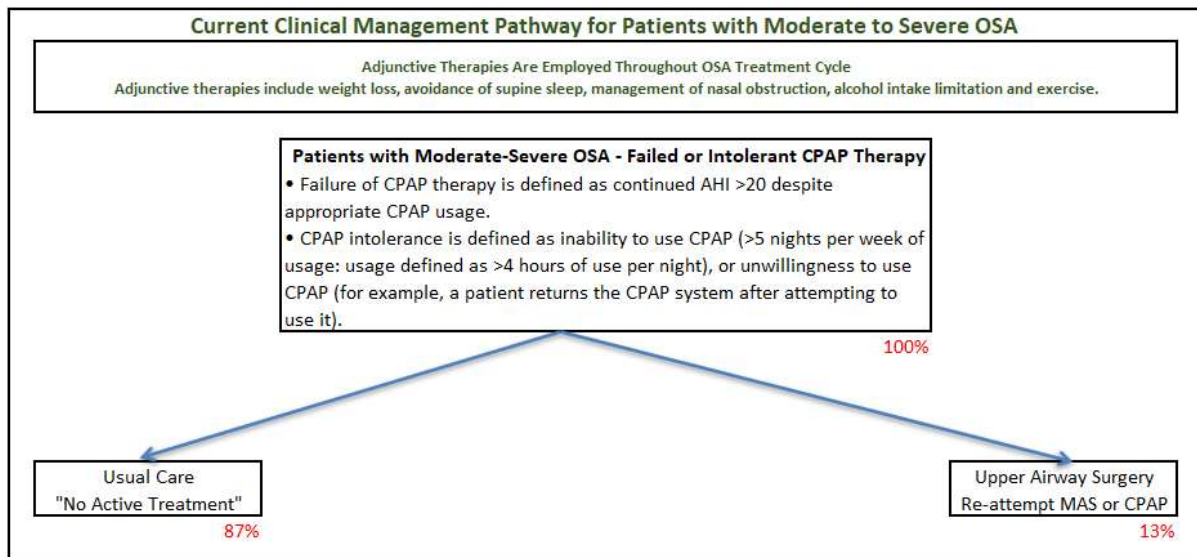 Current Clinical Management Pathway for Patients with Moderate to Severe OSA
Adjunctive Therapies Are Employed Throughout OSA Treatment Cycle
Adjunctive therapies include weight loss, avoidance of supine sleep, management of nasal obstruction, alcohol intake limitation and exercise.
Patients with Moderate-Severe OSA - Failed or Intolerant CPAP Therapy
• Failure of CPAP therapy is defined as continued AHI >20 despite
appropriate CPAP usage.
• CPAP intolerance is defined as inability to use CPAP (>5 nights per week of
usage: usage defined as >4 hours of use per night), or unwillingness to use
CPAP (for example, a patient returns the CPAP system after attempting to
use it).
100%
Usual Care
"No Active Treatment"
87%
Upper Airway Surgery
Re-attempt MAS or CPAP
13%